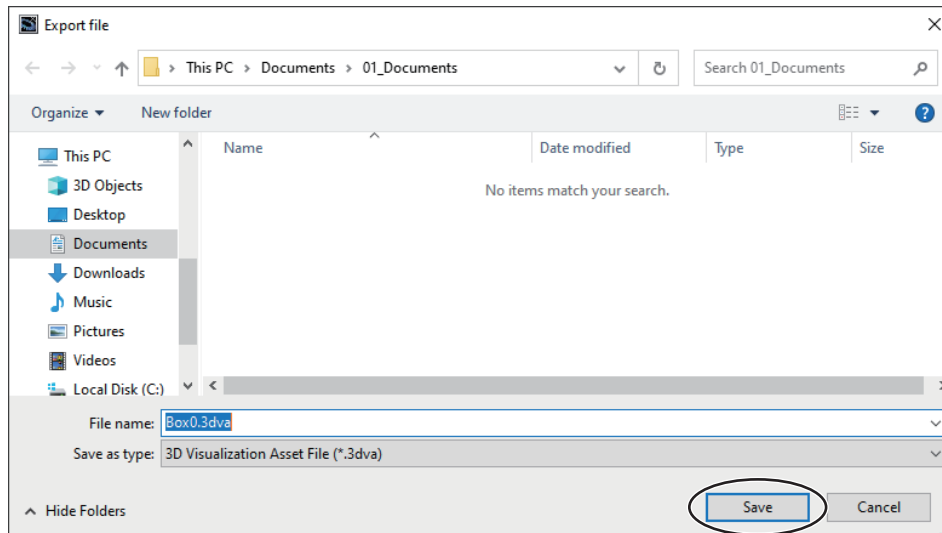 Export file
This PC > Documents > 01_Documents
Search 01_Documents
Organize
New folder
?
This PC
3D Objects
Desktop
Documents
Downloads
Music
Pictures
Videos
Local Disk (C:)
Name Date modified Type Size
No items match your search.
File name: Box0.3dva
Save as type: 3D Visualization Asset File (*.3dva)
Hide Folders
Save
Cancel